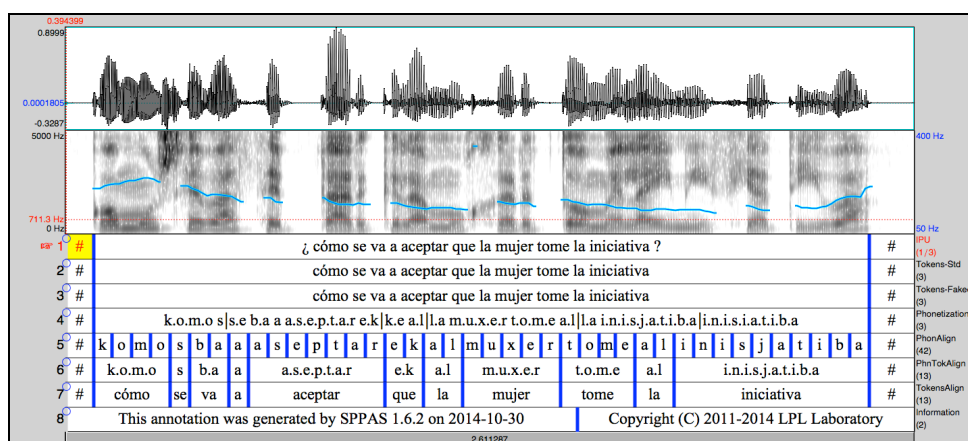 0.394399
0.8999
0.0001805
-0.3287
5000 Hz 400 Hz
711.3 Hz
0 Hz 50 Hz
1 # ¿ cómo se va a aceptar que la mujer tome la iniciativa ? # IPU (1/3)
2 # cómo se va a aceptar que la mujer tome la iniciativa # Tokens-Std (3)
3 # cómo se va a aceptar que la mujer tome la iniciativa # Tokens-Faked (3)
4 # k.o.m.o s|s.e b.a a a.s.e.p.t.a.r e.k|k.e a.l|l.a m.u.x.e.r t.o.m.e a.l|l.a i.n.i.s.j.a.t.i.b.a|i.n.i.s.i.a.t.i.b.a # Phonetization (3)
5 # k o m o s b a a a s e p t a r e k a l m u x e r t o m e a l i n i s j a t i b a # PhonAlign (42)
6 # k.o.m.o s b.a a a.s.e.p.t.a.r e.k a.l m.u.x.e.r t.o.m.e a.l i.n.i.s.j.a.t.i.b.a # PhnTokAlign (13)
7 # cómo se va a aceptar que la mujer tome la iniciativa # TokensAlign (13)
8 This annotation was generated by SPPAS 1.6.2 on 2014-10-30 Copyright (C) 2011-2014 LPL Laboratory Information (2)
2.611287